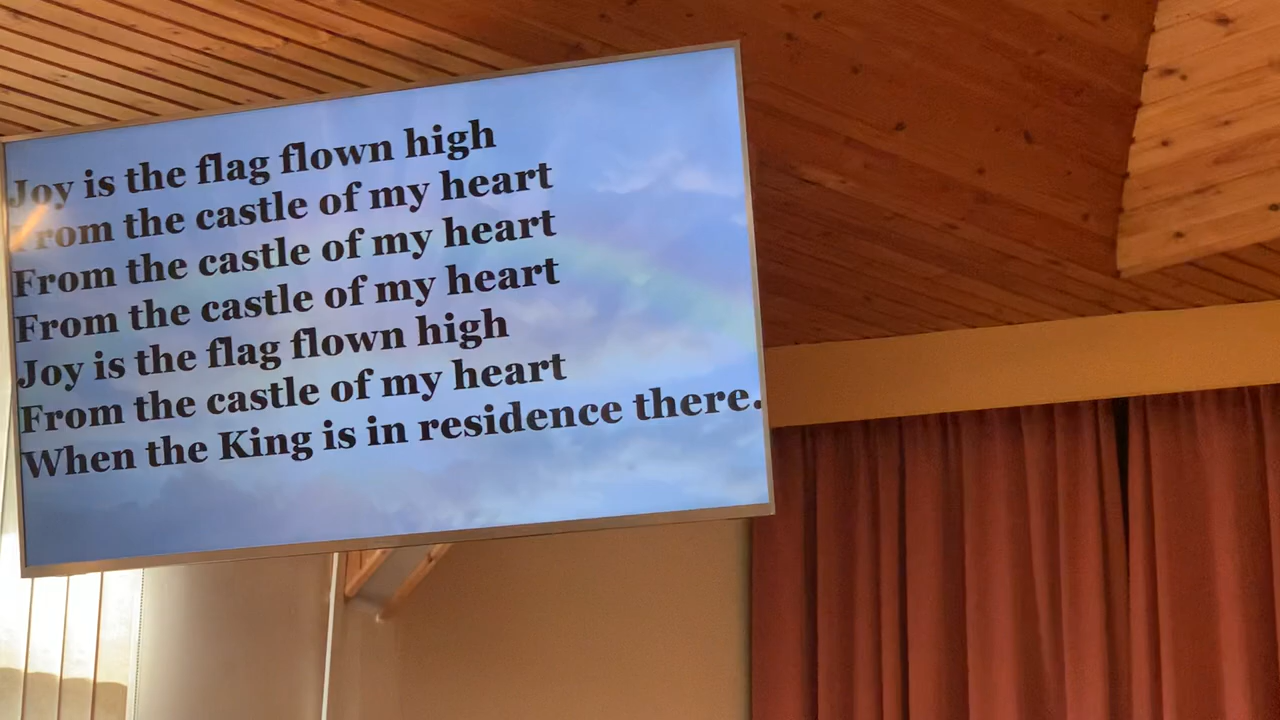 Joy is the flag flown high
From the castle of my heart
From the castle of my heart
From the castle of my heart
Joy is the flag flown high
From the castle of my heart
When the King is in residence there.